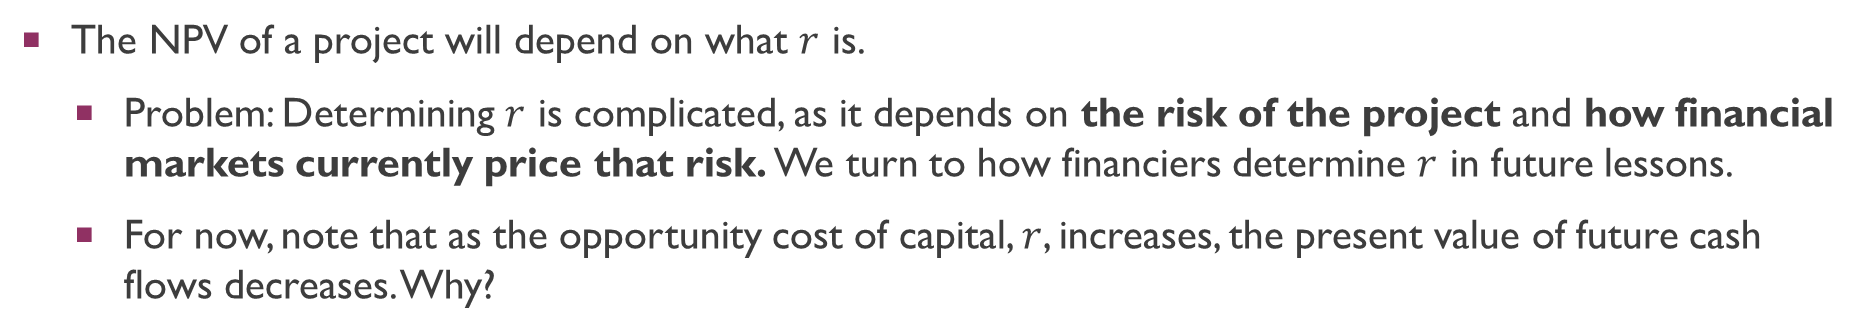 The NPV of a project will depend on what r is.
Problem: Determining r is complicated, as it depends on the risk of the project and how financial
markets currently price that risk. We turn to how financiers determine r in future lessons.
For now, note that as the opportunity cost of capital, r, increases, the present value of future cash
flows decreases. Why?